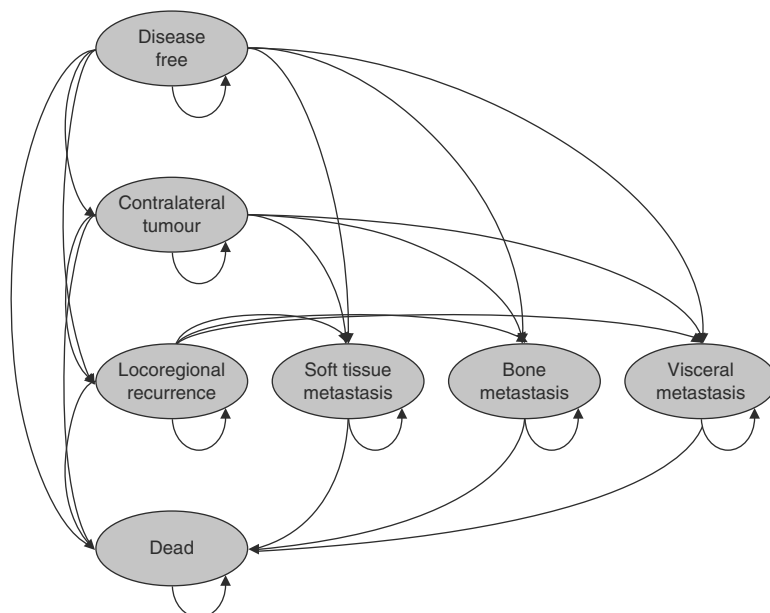 Disease
free
Contralateral
tumour
Locoregional
recurrence
Soft tissue
metastasis
Bone
metastasis
Visceral
metastasis
Dead